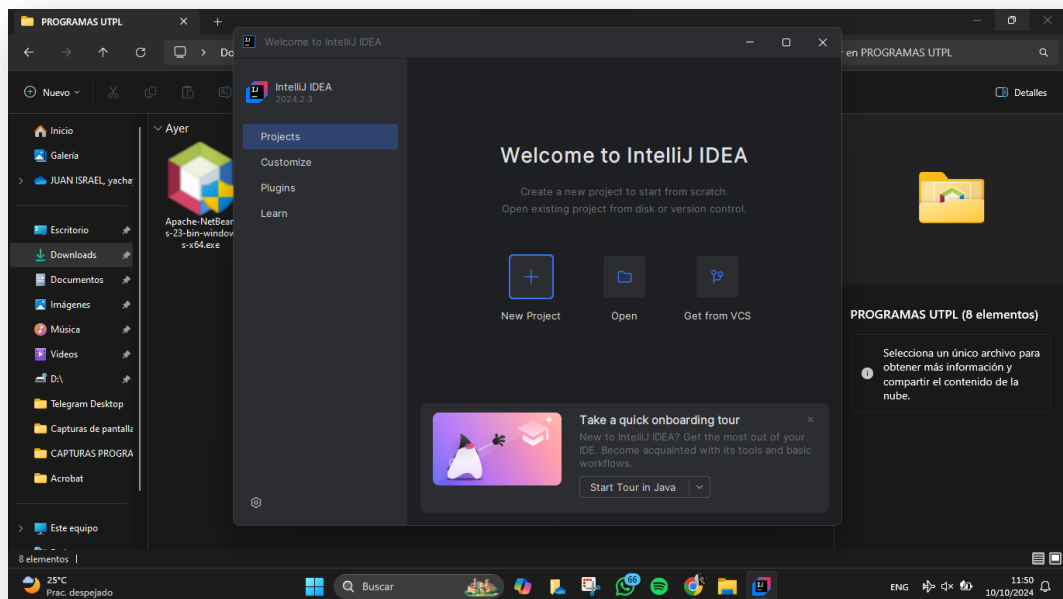 PROGRAMAS UTPL
Do
r en PROGRAMAS UTPL
Nuevo
Detalles
Inicio
Galería
JUAN ISRAEL, yacha
Escritorio
Downloads
Documentos
Imágenes
Música
Videos
D:\
Telegram Desktop
Capturas de pantalla
CAPTURAS PROGRA
Acrobat
Este equipo
8 elementos
Ayer
Apache-NetBean
s-23-bin-window
s-x64.exe
Welcome to IntelliJ IDEA
IntelliJ IDEA
2024.2.3
Projects
Customize
Plugins
Learn
Welcome to IntelliJ IDEA
Create a new project to start from scratch.
Open existing project from disk or version control.
New Project
Open
Get from VCS
Take a quick onboarding tour
New to IntelliJ IDEA? Get the most out of your
IDE. Become acquainted with its tools and basic
workflows.
Start Tour in Java
PROGRAMAS UTPL (8 elementos)
Selecciona un único archivo para
obtener más información y
compartir el contenido de la
nube.
25°C
Prac. despejado
Buscar
66
ENG
11:50
10/10/2024